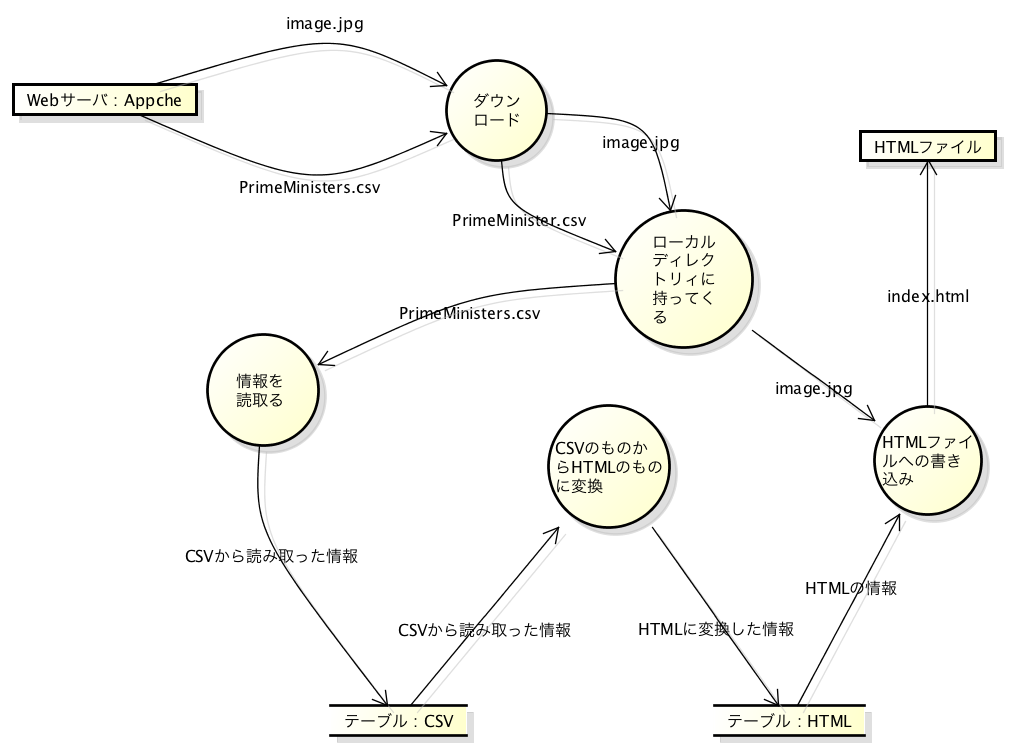 image.jpg
Webサーバ：Appche
PrimeMinisters.csv
ダウン
ロード
image.jpg
PrimeMinister.csv
HTMLファイル
ローカル
ディレク
トリィに
持ってく
る
index.html
PrimeMinisters.csv
情報を
読取る
image.jpg
CSVのものか
らHTMLのもの
に変換
HTMLファイ
ルへの書き
込み
CSVから読み取った情報
CSVから読み取った情報
HTMLに変換した情報
HTMLの情報
テーブル：CSV
テーブル：HTML